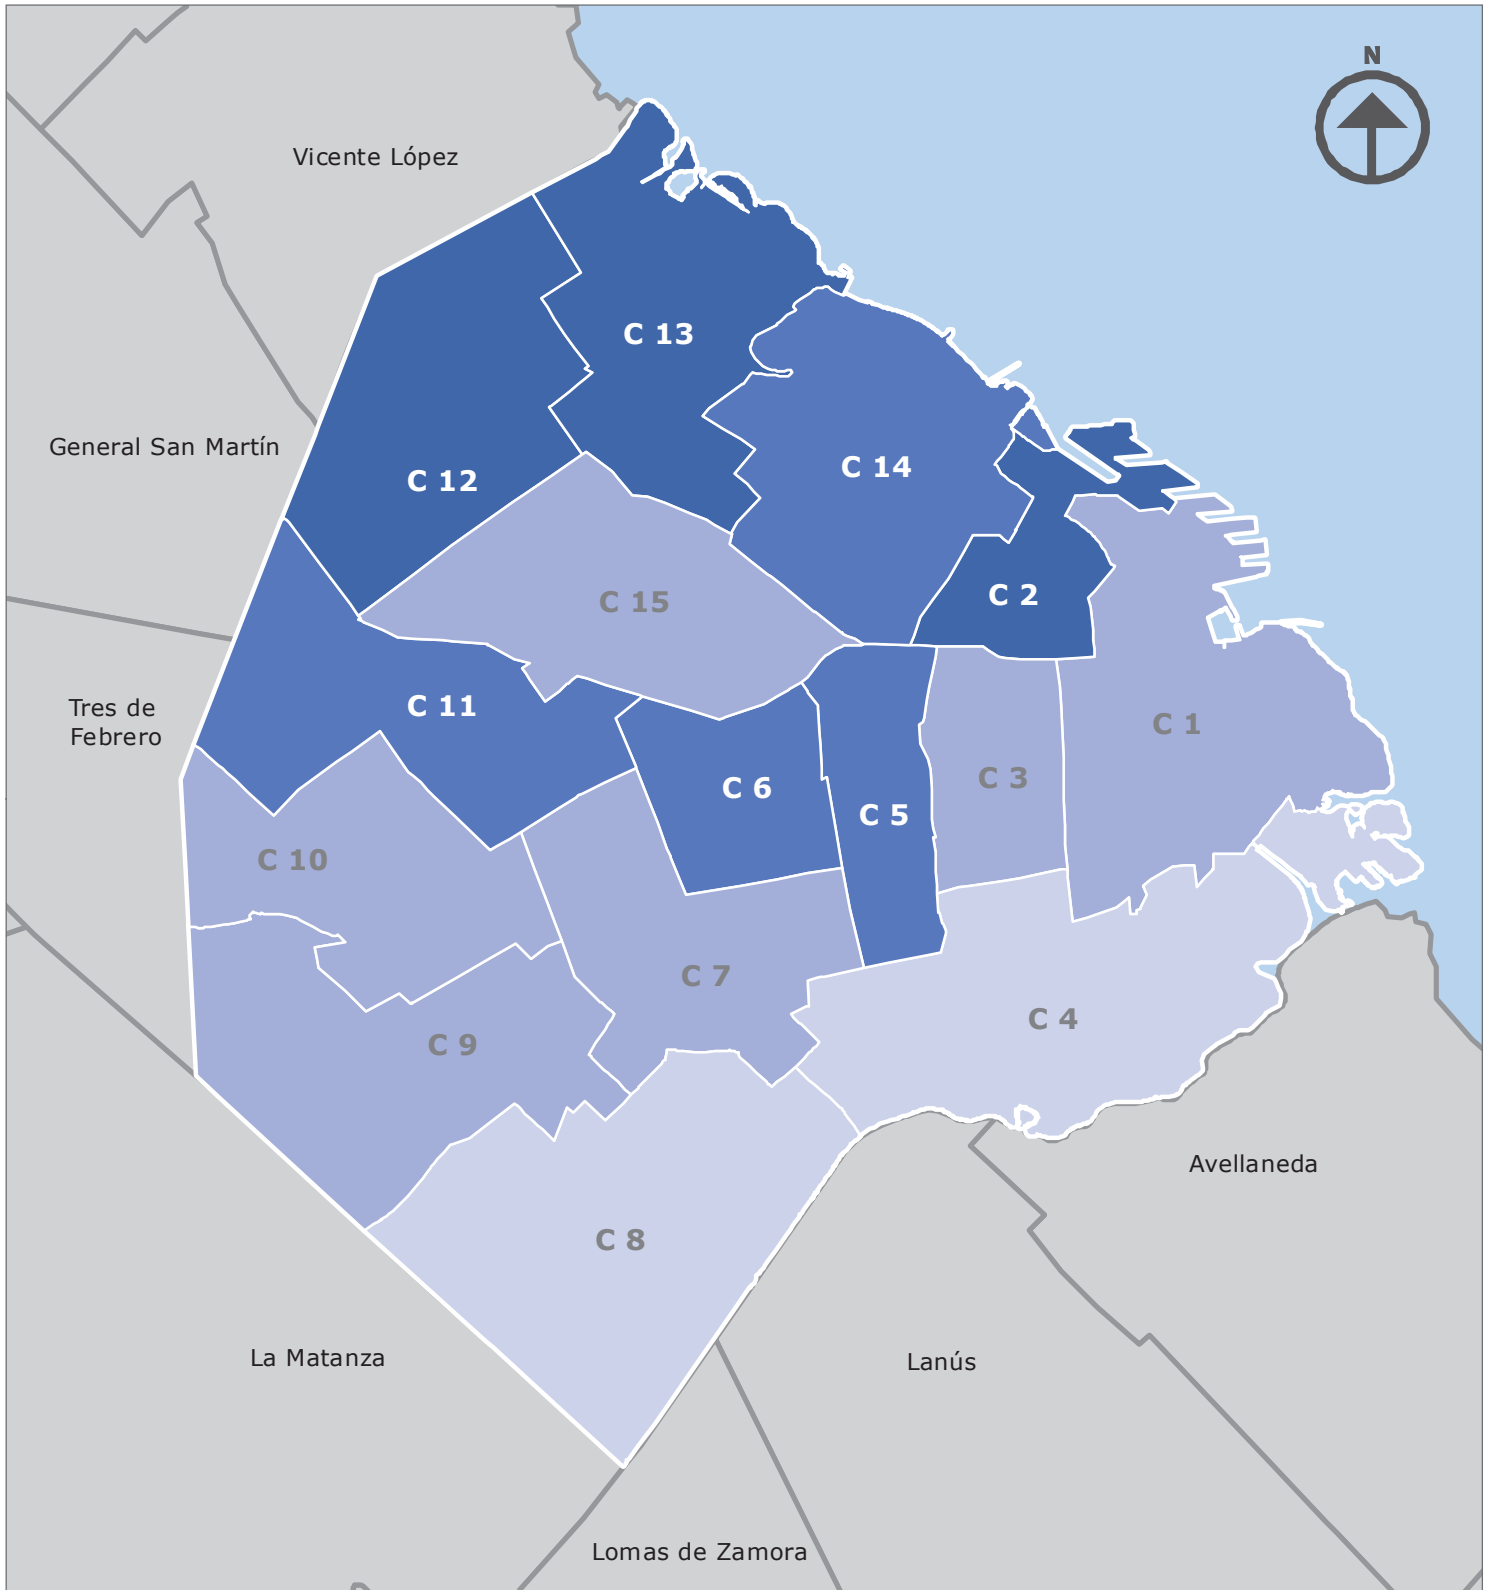 N
Vicente López
C 13
General San Martín
C 14
C 12
C 2
C 15
Tres de
Febrero
C 11
C 1
C 3
C 6
C 5
C 10
C 7
C 4
C 9
Avellaneda
C 8
La Matanza
Lanús
Lomas de Zamora